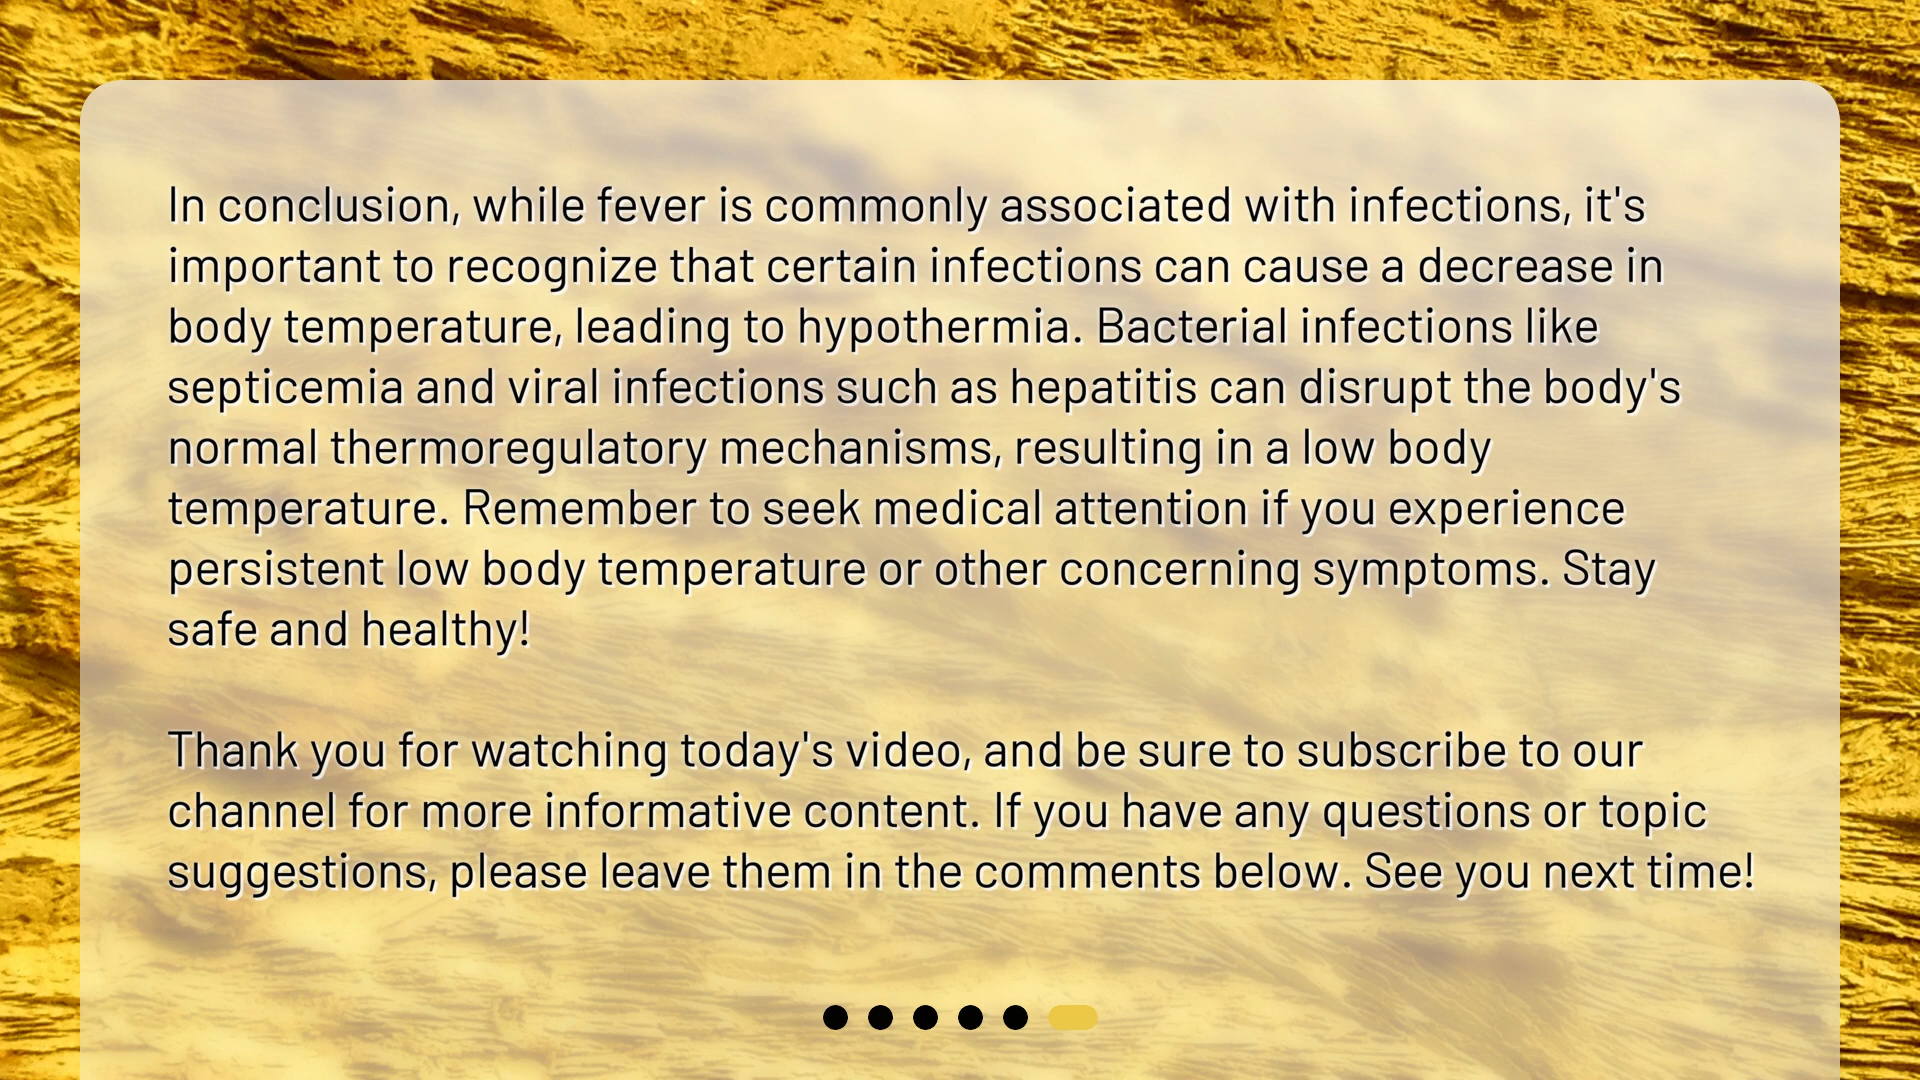 In conclusion, while fever is commonly associated with infections, it's
important to recognize that certain infections can cause a decrease in
body temperature, leading to hypothermia. Bacterial infections like
septicemia and viral infections such as hepatitis can disrupt the body's
normal thermoregulatory mechanisms, resulting in a low body
temperature. Remember to seek medical attention if you experience
persistent low body temperature or other concerning symptoms. Stay
safe and healthy!
Thank you for watching today's video, and be sure to subscribe to our
channel for more informative content. If you have any questions or topic
suggestions, please leave them in the comments below. See you next time!